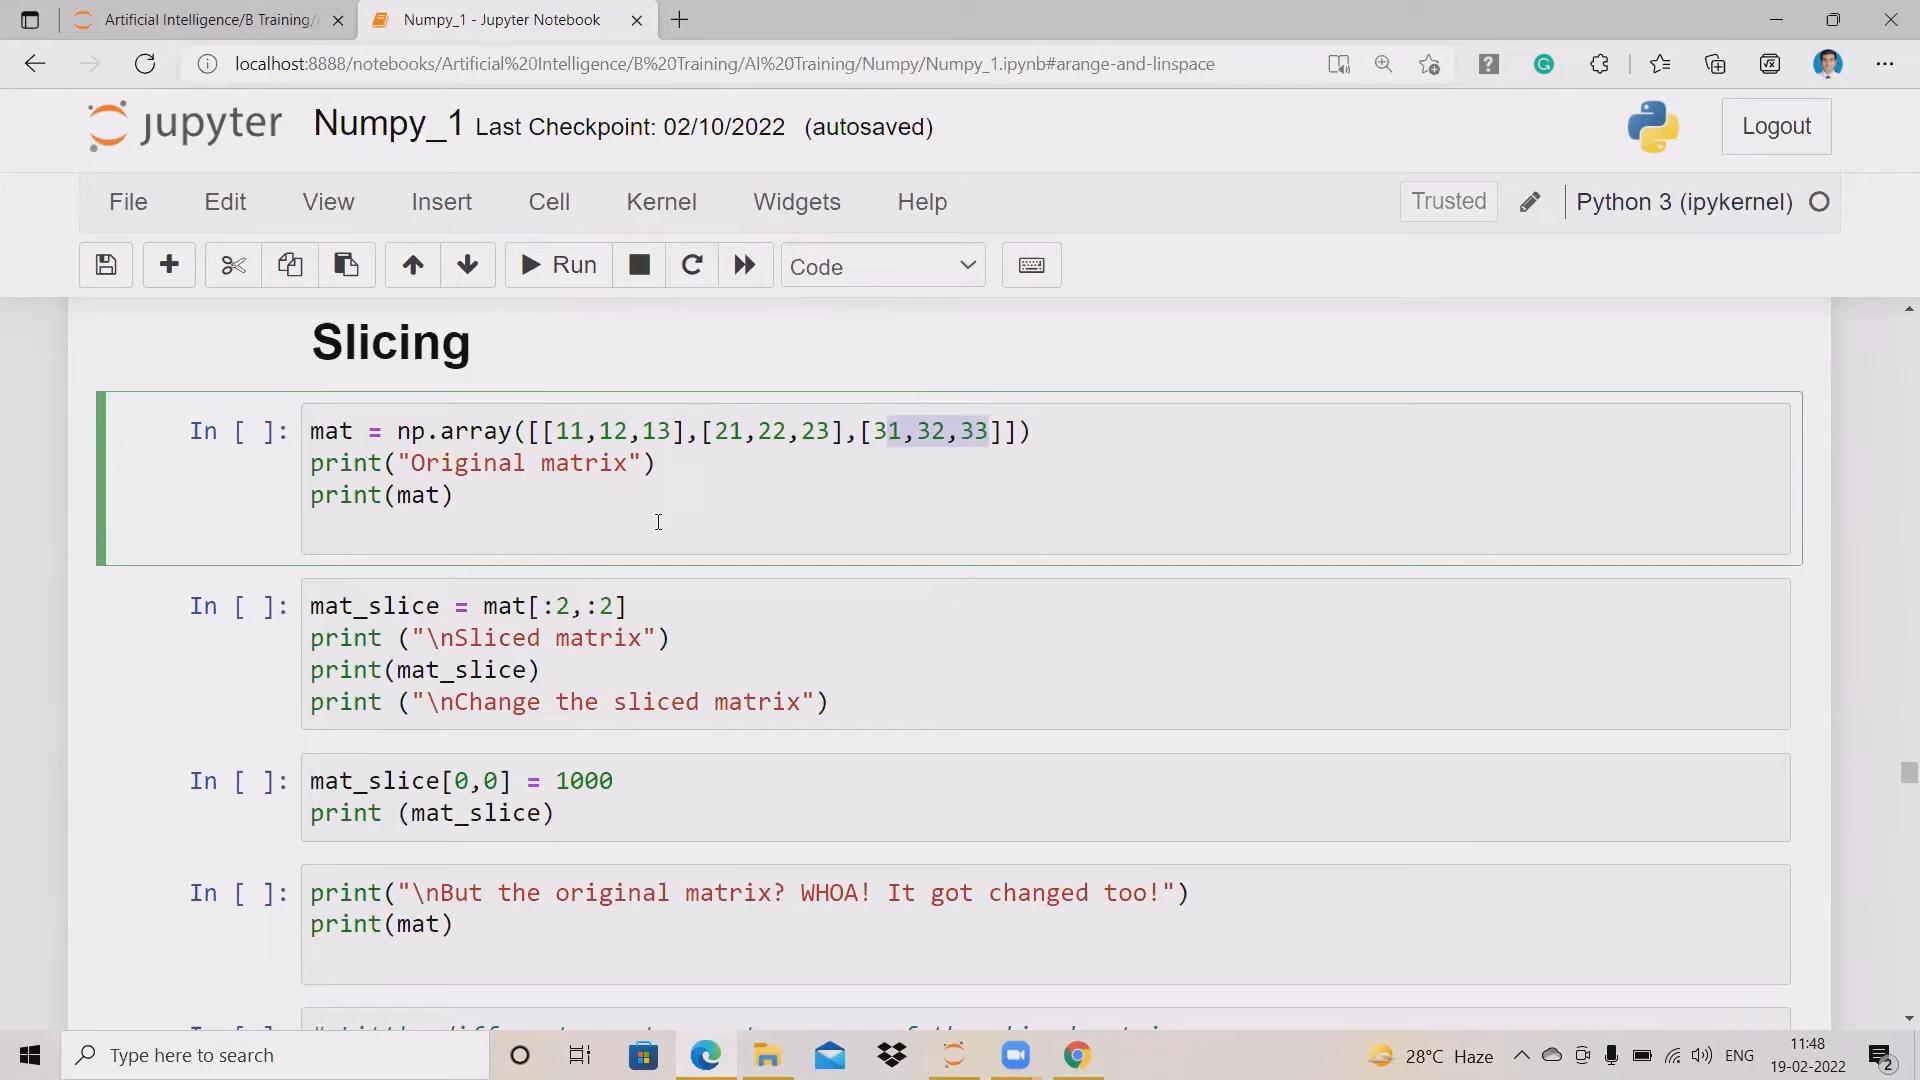 Artificial Intelligence/B Training/
Numpy_1 - Jupyter Notebook
localhost:8888/notebooks/Artificial%20Intelligence/B%20Training/AI%20Training/Numpy/Numpy_1.ipynb#arange-and-linspace
jupyter Numpy_1 Last Checkpoint: 02/10/2022 (autosaved)
Logout
File Edit View Insert Cell Kernel Widgets Help
Trusted
Python 3 (ipykernel)
Run
Code
Slicing
In [ ]: mat = np.array([[11,12,13],[21,22,23],[31,32,33]])
print("Original matrix")
print(mat)
In [ ]: mat_slice = mat[:2,:2]
print ("\nSliced matrix")
print(mat_slice)
print ("\nChange the sliced matrix")
In [ ]: mat_slice[0,0] = 1000
print (mat_slice)
In [ ]: print("\nBut the original matrix? WHOA! It got changed too!")
print(mat)
Type here to search
28°C Haze
ENG
11:48
19-02-2022
2